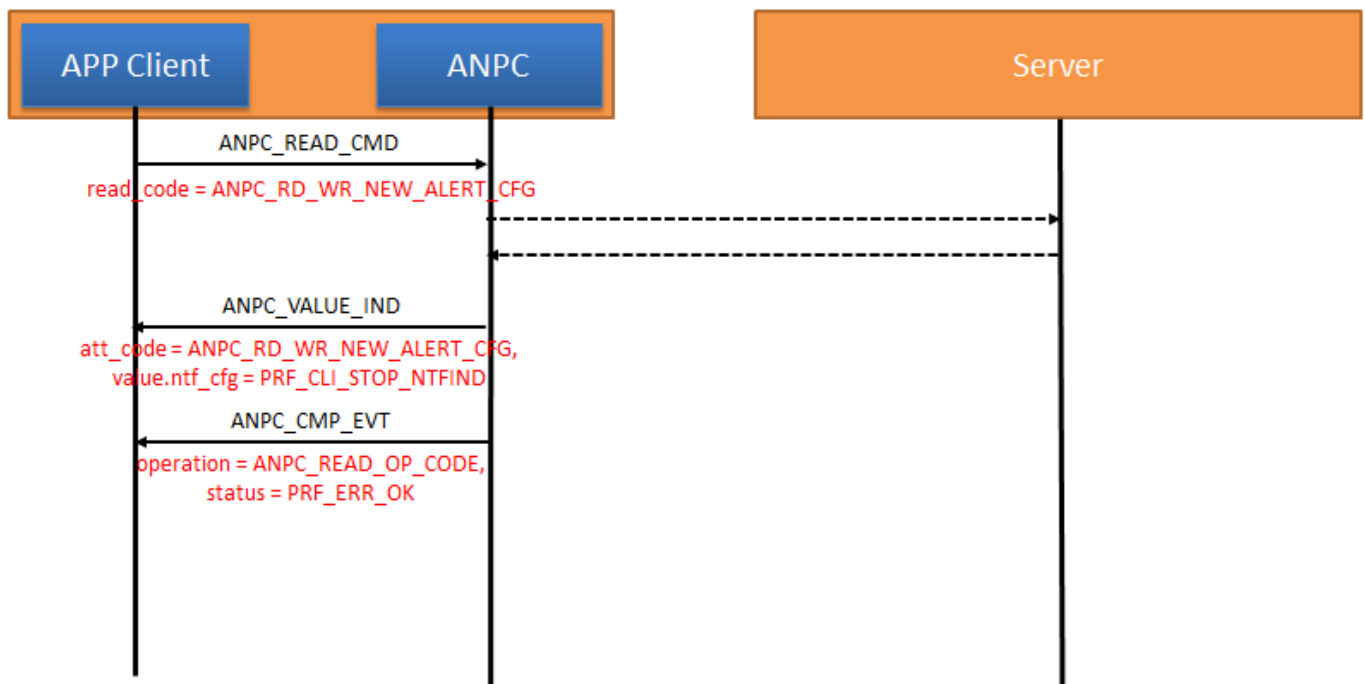 APP Client
ANPC
Server
ANPC_READ_CMD
read_code = ANPC_RD_WR_NEW_ALERT_CFG
ANPC_VALUE_IND
att_code = ANPC_RD_WR_NEW_ALERT_CFG,
value.ntf_cfg = PRF_CLI_STOP_NTFIND
ANPC_CMP_EVT
operation = ANPC_READ_OP_CODE,
status = PRF_ERR_OK